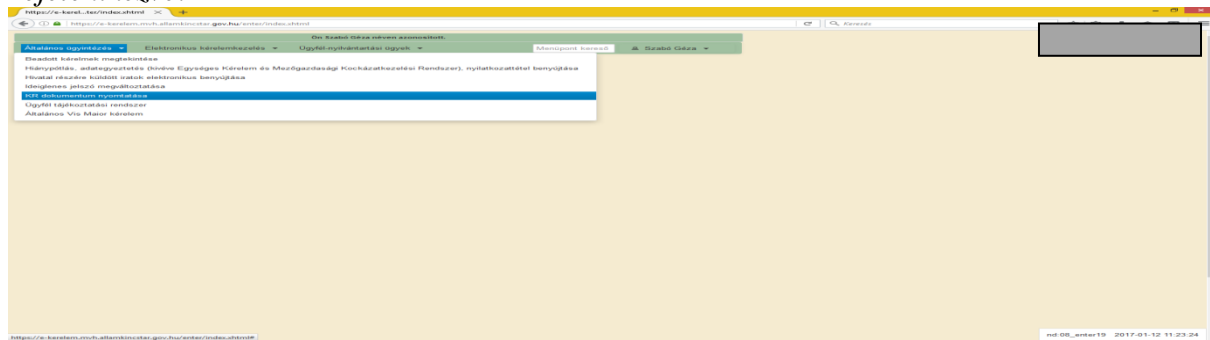 https://e-kerel...ter/index.xhtml × +
https://e-kerelem.mvh.allamkincstar.gov.hu/enter/index.xhtml Keresés
Ön Szabó Géza néven azonosított.
Általános ügyintézés Elektronikus kérelemkezelés Ügyfél-nyilvántartási ügyek Menüpont kereső Szabó Géza
Beadott kérelmek megtekintése
Hiánypótlás, adategyeztetés (kivéve Egységes Kérelem és Mezőgazdasági Kockázatkezelési Rendszer), nyilatkozattétel benyújtása
Hivatal részére küldött iratok elektronikus benyújtása
Ideiglenes jelszó megváltoztatása
KR dokumentum nyomtatása
Ügyfél tájékoztatási rendszer
Általános Vis Maior kérelem
https://e-kerelem.mvh.allamkincstar.gov.hu/enter/index.xhtml#
nd:08_enter19 2017-01-12 11:23:24